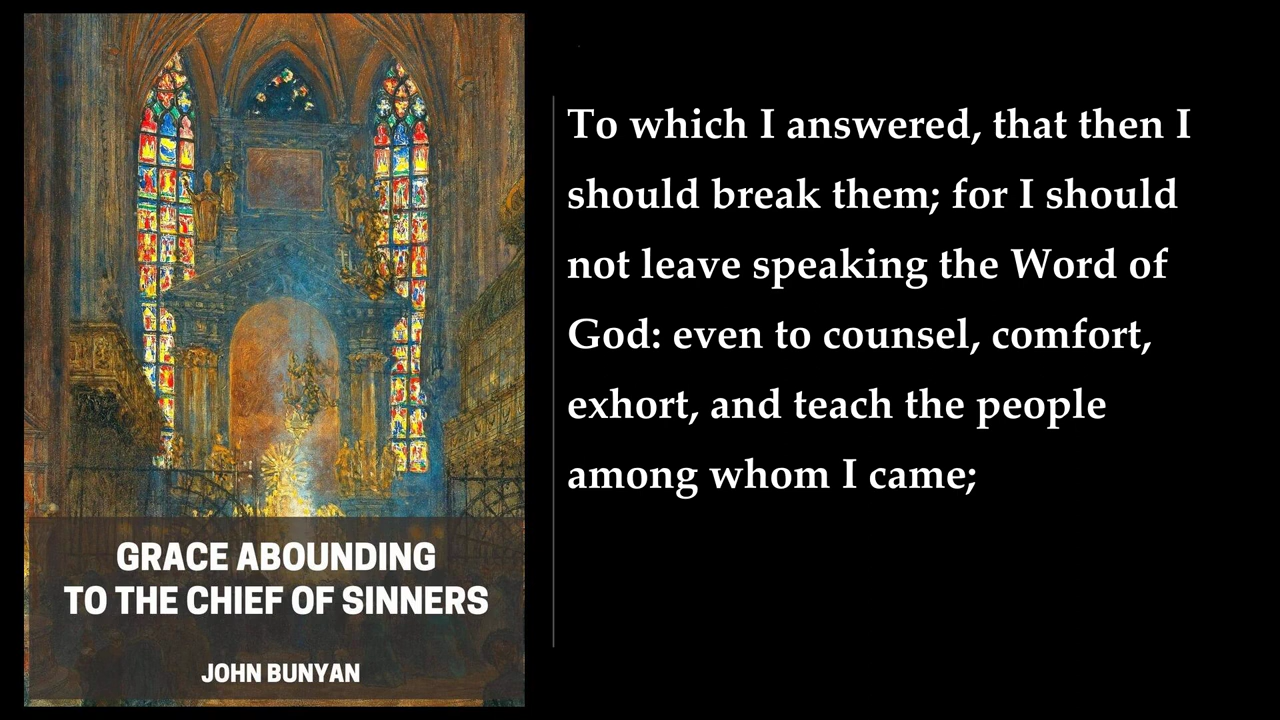 GRACE ABOUNDING
TO THE CHIEF OF SINNERS
JOHN BUNYAN
To which I answered, that then I
should break them; for I should
not leave speaking the Word of
God: even to counsel, comfort,
exhort, and teach the people
among whom I came;